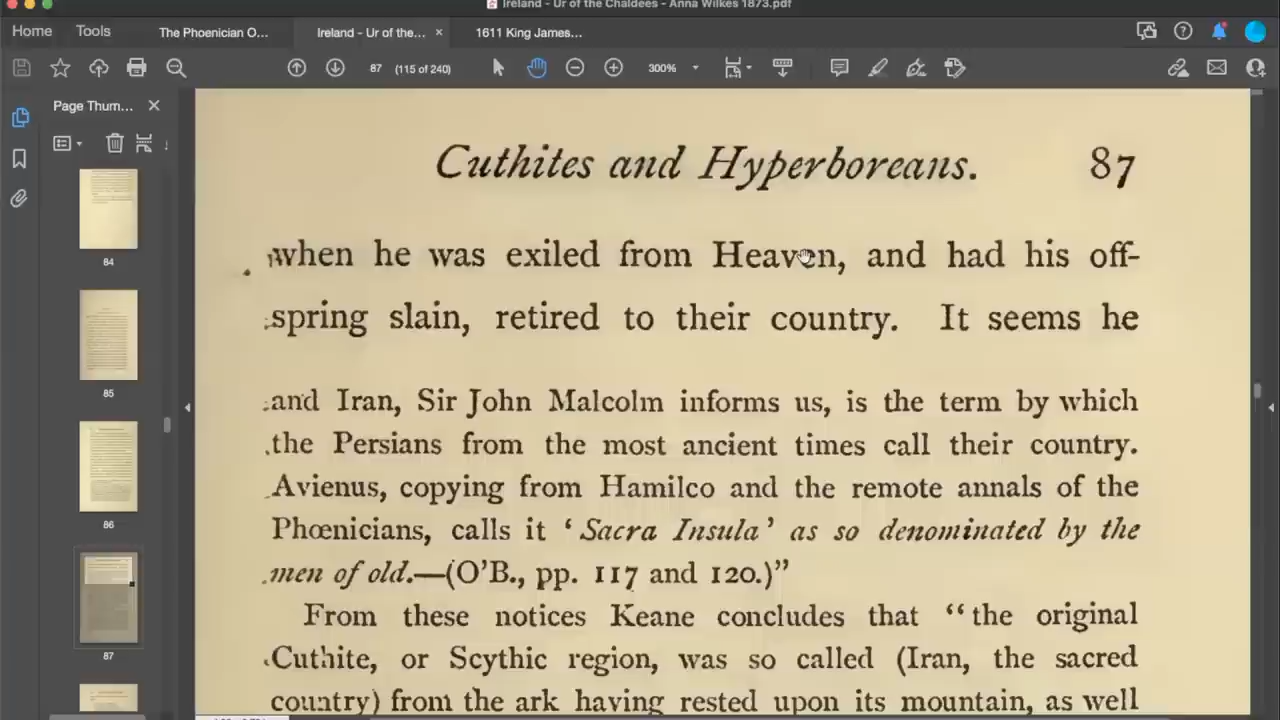 Ireland - Ur of the Chaldees - Anna Wilkes 1873.pdf
Home Tools The Phoenician O... Ireland - Ur of the... × 1611 King James...
87 (115 of 240) 300%
Page Thum... ×
84
85
86
87
Cuthites and Hyperboreans. 87
when he was exiled from Heaven, and had his off-
spring slain, retired to their country. It seems he
and Iran, Sir John Malcolm informs us, is the term by which
the Persians from the most ancient times call their country.
Avienus, copying from Hamilco and the remote annals of the
Phœnicians, calls it ‘Sacra Insula’ as so denominated by the
men of old.—(O’B., pp. 117 and 120.)”
From these notices Keane concludes that “the original
Cuthite, or Scythic region, was so called (Iran, the sacred
country) from the ark having rested upon its mountain, as well